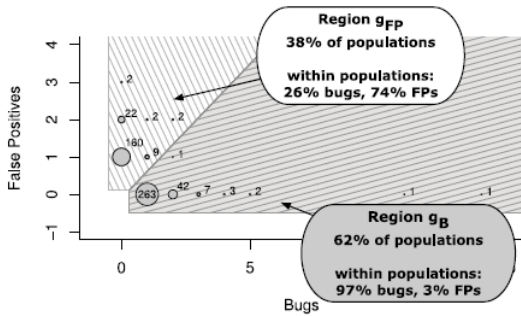 Region gFP
38% of populations
within populations:
26% bugs, 74% FPs
False Positives
4
3
2
1
0
−1
2
22
2
2
160
9
1
263
42
7
3
2
1
1
Region gB
62% of populations
within populations:
97% bugs, 3% FPs
0
5
Bugs